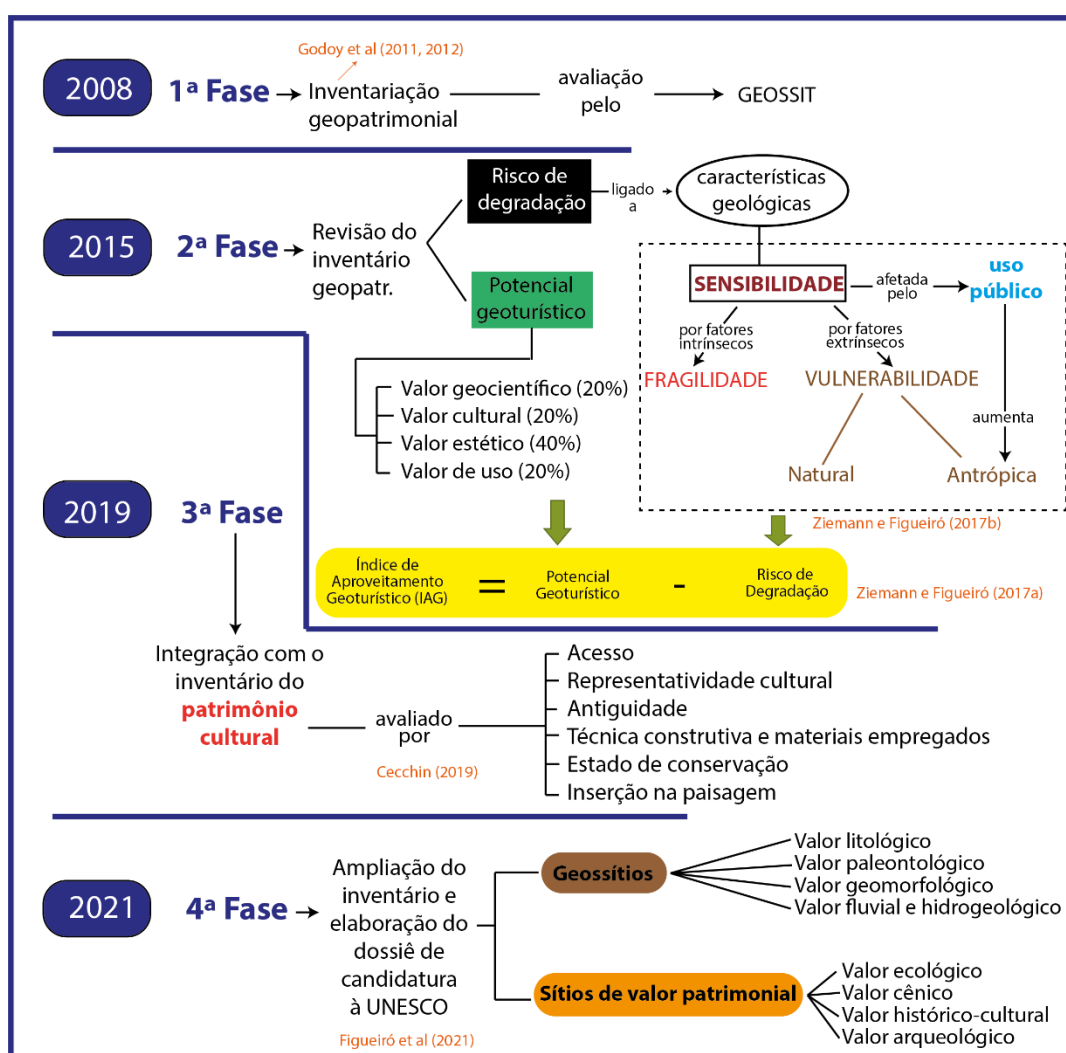 Godoy et al (2011, 2012)
2008
1ª Fase
Inventariação
geopatrimonial
avaliação
pelo
GEOSSIT
2015
2ª Fase
Revisão do
inventário
geopatr.
Risco de
degradação
ligado
a
características
geológicas
Potencial
geoturístico
SENSIBILIDADE
afetada
pelo
uso
público
por fatores
intrínsecos
por fatores
extrínsecos
FRAGILIDADE
VULNERABILIDADE
aumenta
Natural
Antrópica
Ziemann e Figueiró (2017b)
Valor geocientífico (20%)
Valor cultural (20%)
Valor estético (40%)
Valor de uso (20%)
Índice de
Aproveitamento
Geoturístico (IAG)
=
Potencial
Geoturístico
-
Risco de
Degradação
Ziemann e Figueiró (2017a)
2019
3ª Fase
Integração com o
inventário do
patrimônio
cultural
avaliado
por
Cecchin (2019)
Acesso
Representatividade cultural
Antiguidade
Técnica construtiva e materiais empregados
Estado de conservação
Inserção na paisagem
2021
4ª Fase
Ampliação do
inventário e
elaboração do
dossiê de
candidatura
à UNESCO
Figueiró et al (2021)
Geossítios
Valor litológico
Valor paleontológico
Valor geomorfológico
Valor fluvial e hidrogeológico
Sítios de valor patrimonial
Valor ecológico
Valor cênico
Valor histórico-cultural
Valor arqueológico